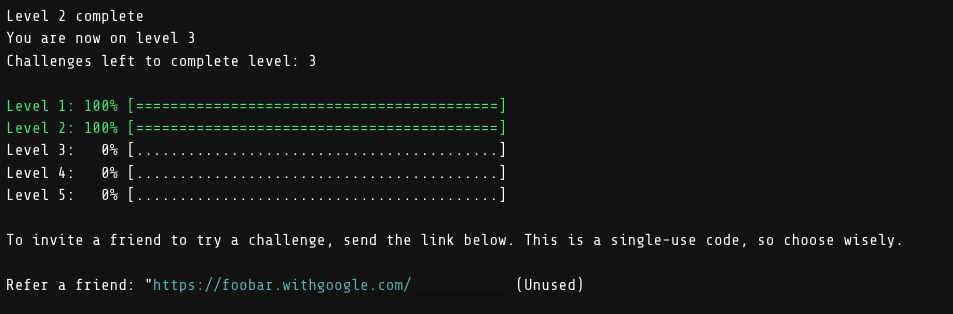 Level 2 complete
You are now on level 3
Challenges left to complete level: 3
Level 1: 100% [==========================================]
Level 2: 100% [==========================================]
Level 3:   0% [..........................................]
Level 4:   0% [..........................................]
Level 5:   0% [..........................................]
To invite a friend to try a challenge, send the link below. This is a single-use code, so choose wisely.
Refer a friend: "https://foobar.withgoogle.com/ (Unused)